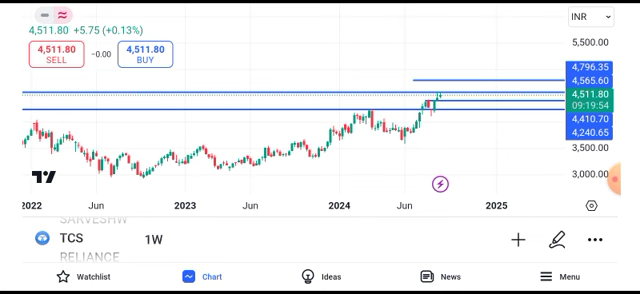 INR
4,511.80 +5.75 (+0.13%)
4,511.80
SELL
−0.00
4,511.80
BUY
5,500.00
4,796.35
4,565.60
4,511.80
09:19:54
4,410.70
4,240.65
3,500.00
3,000.00
2022 Jun 2023 Jun 2024 Jun 2025
SARVESHW
TCS 1W
RELIANCE
Watchlist Chart Ideas News Menu